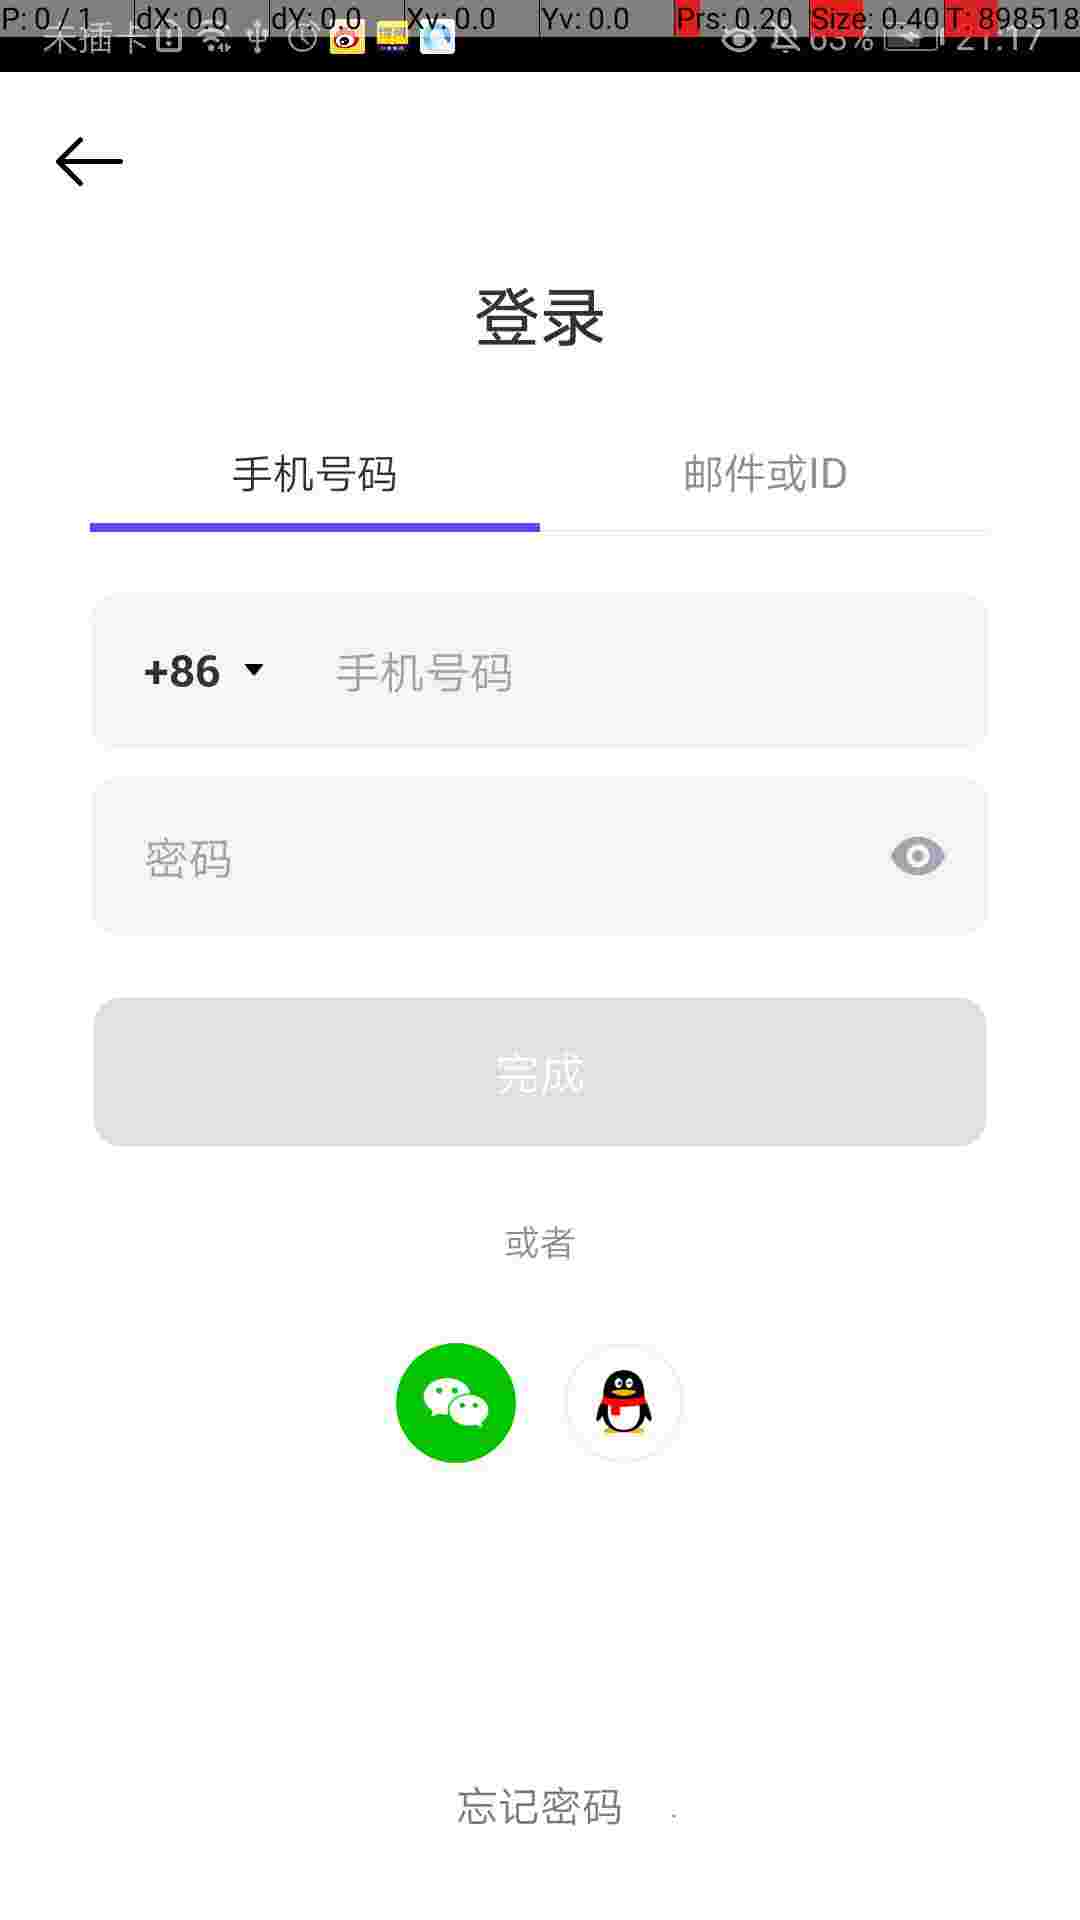 P: 0 / 1 dX: 0.0 dY: 0.0 Xv: 0.0 Yv: 0.0 Prs: 0.20 Size: 0.40 T: 898518
未插卡 63% 21:17
登录
手机号码 邮件或ID
+86 手机号码
密码
完成
或者
忘记密码